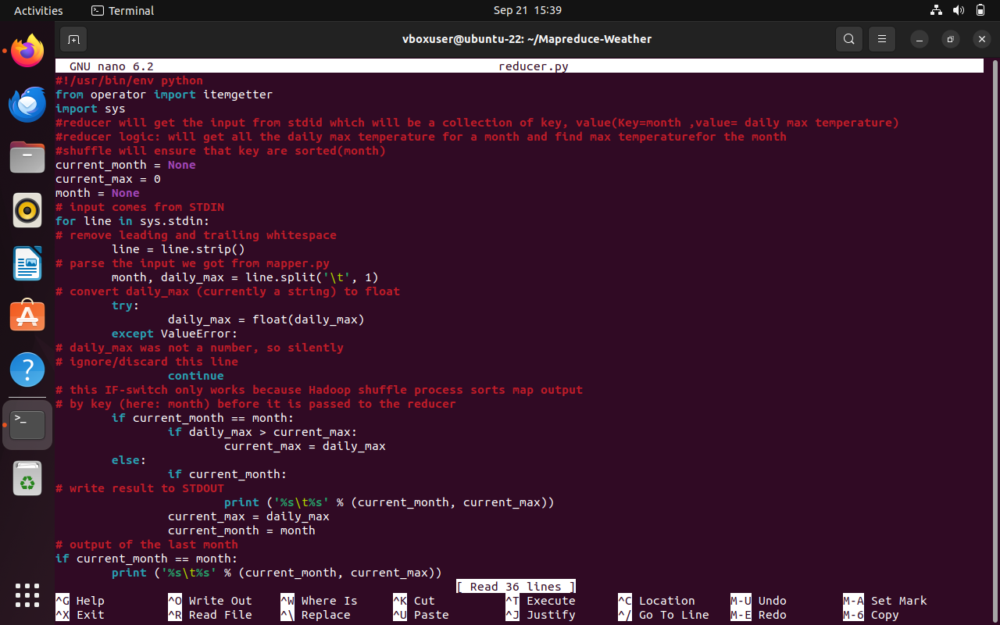 Activities Terminal Sep 21 15:39
vboxuser@ubuntu-22: ~/Mapreduce-Weather
GNU nano 6.2 reducer.py
#!/usr/bin/env python
from operator import itemgetter
import sys
#reducer will get the input from stdid which will be a collection of key, value(Key=month ,value= daily max temperature)
#reducer logic: will get all the daily max temperature for a month and find max temperaturefor the month
#shuffle will ensure that key are sorted(month)
current_month = None
current_max = 0
month = None
# input comes from STDIN
for line in sys.stdin:
# remove leading and trailing whitespace
        line = line.strip()
# parse the input we got from mapper.py
        month, daily_max = line.split('\t', 1)
# convert daily_max (currently a string) to float
        try:
                daily_max = float(daily_max)
        except ValueError:
# daily_max was not a number, so silently
# ignore/discard this line
                continue
# this IF-switch only works because Hadoop shuffle process sorts map output
# by key (here: month) before it is passed to the reducer
        if current_month == month:
                if daily_max > current_max:
                        current_max = daily_max
        else:
                if current_month:
# write result to STDOUT
                        print ('%s\t%s' % (current_month, current_max))
                current_max = daily_max
                current_month = month
# output of the last month
if current_month == month:
        print ('%s\t%s' % (current_month, current_max))
[ Read 36 lines ]
^G Help ^O Write Out ^W Where Is ^K Cut ^T Execute ^C Location M-U Undo M-A Set Mark
^X Exit ^R Read File ^\ Replace ^U Paste ^J Justify ^/ Go To Line M-E Redo M-6 Copy